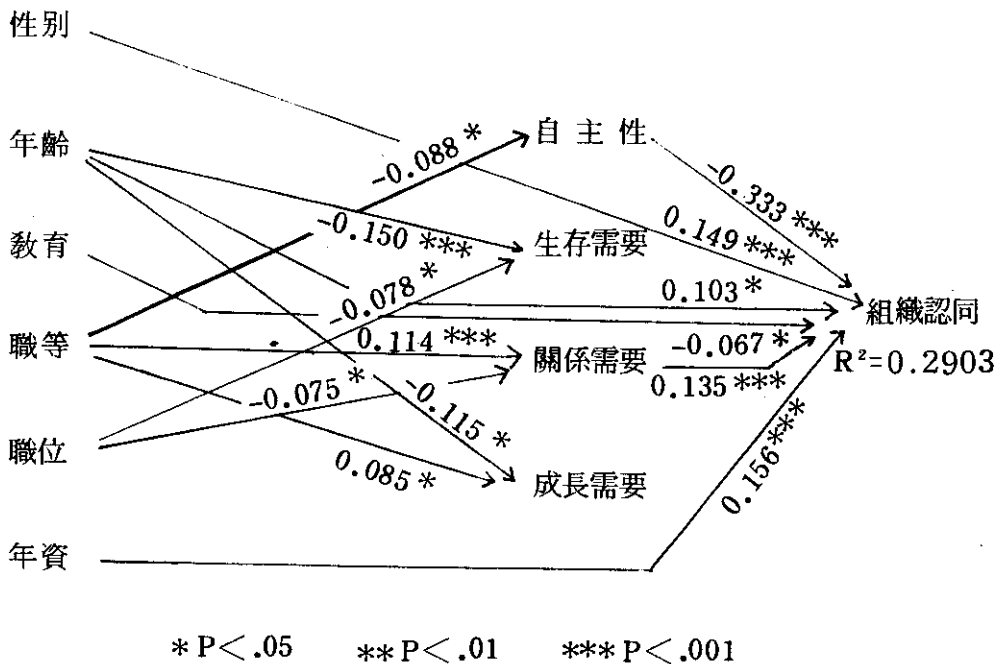 性別
年齡
教育
職等
職位
年資
自主性
生存需要
關係需要
成長需要
組織認同
R²=0.2903
-0.088 *
-0.150 ***
-0.078 *
0.114 ***
-0.075 *
-0.115 *
0.085 *
-0.333 ***
0.149 ***
0.103 *
-0.067 *
0.135 ***
0.156 ***
* P<.05 ** P<.01 *** P<.001